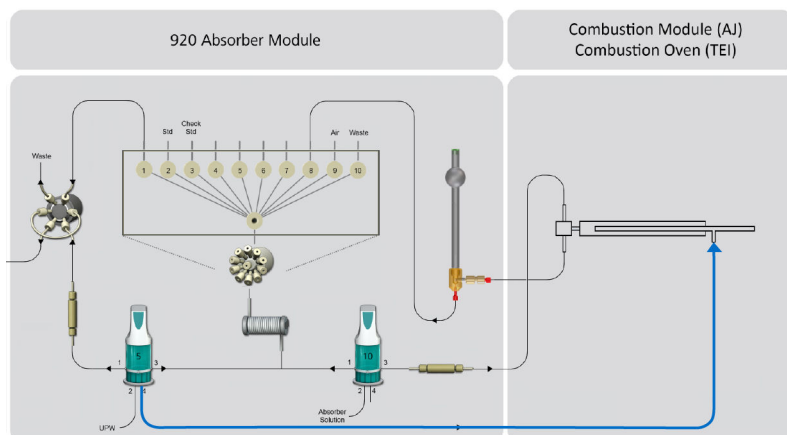 920 Absorber Module
Combustion Module (AJ)
Combustion Oven (TEI)
Waste
Std
Check
Std
Air
Waste
1
2
3
4
5
6
7
8
9
10
5
1
3
2
4
UPW
10
1
3
2
4
Absorber
Solution